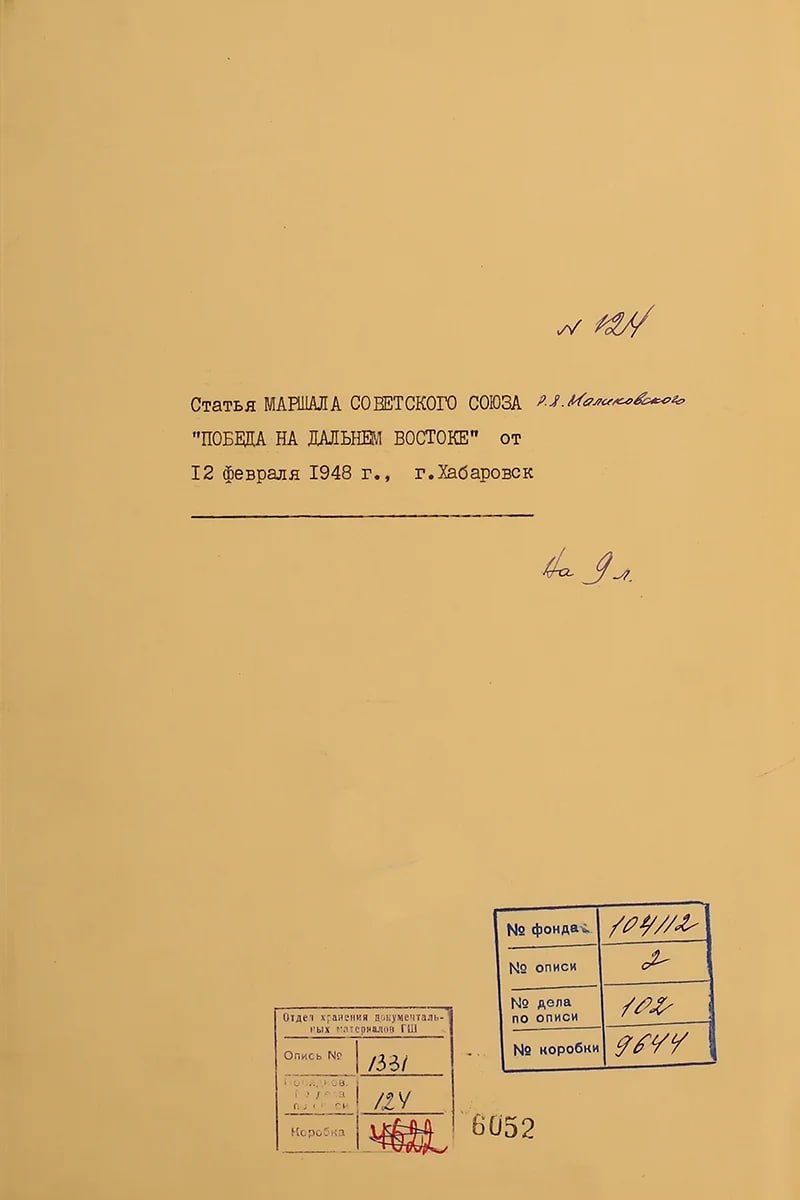 № 124
Статья МАРШАЛА СОВЕТСКОГО СОЮЗА Р.Я. Малиновского
"ПОБЕДА НА ДАЛЬНЕМ ВОСТОКЕ" от
12 февраля 1948 г., г.Хабаровск
На 9 л.
№ фонда 104112
№ описи 2
№ дела
по описи 102
№ коробки 9644
Отдел хранения документаль-
ных материалов ГШ
Опись № 1331
124
Коробка
6052